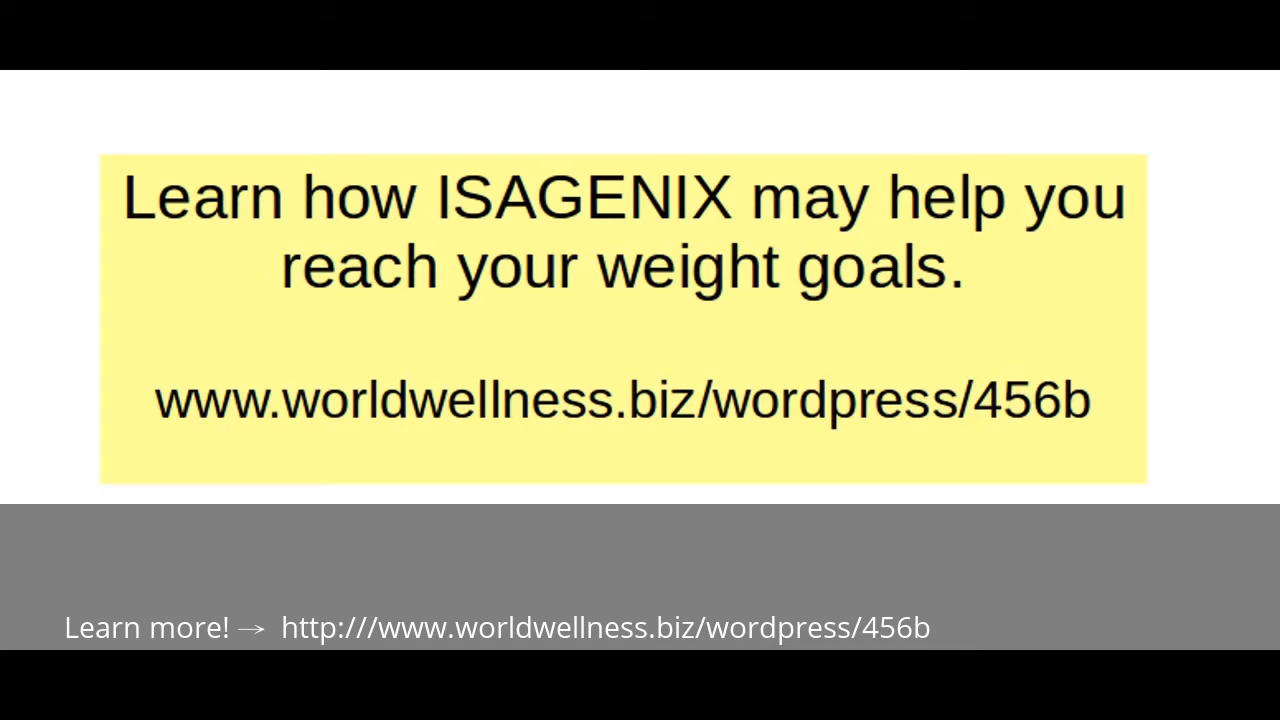 Learn how ISAGENIX may help you
reach your weight goals.
www.worldwellness.biz/wordpress/456b
Learn more! → http:///www.worldwellness.biz/wordpress/456b